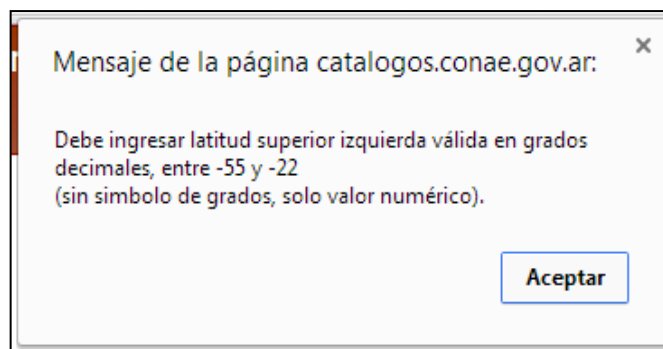 Mensaje de la página catalogos.conae.gov.ar:
Debe ingresar latitud superior izquierda válida en grados
decimales, entre -55 y -22
(sin simbolo de grados, solo valor numérico).
Aceptar